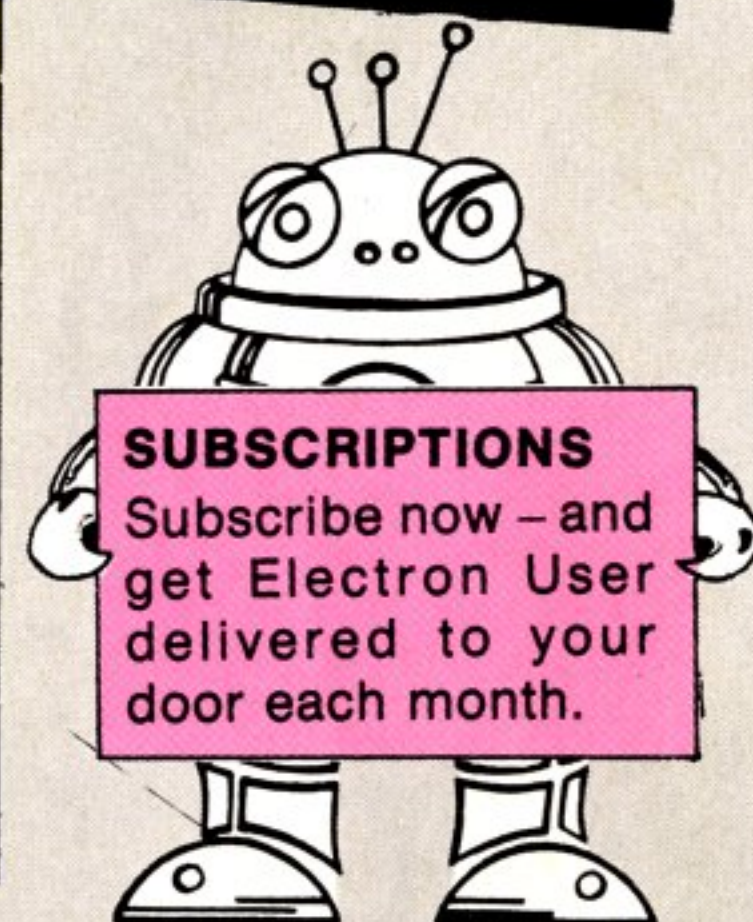 SUBSCRIPTIONS
Subscribe now – and
get Electron User
delivered to your
door each month.